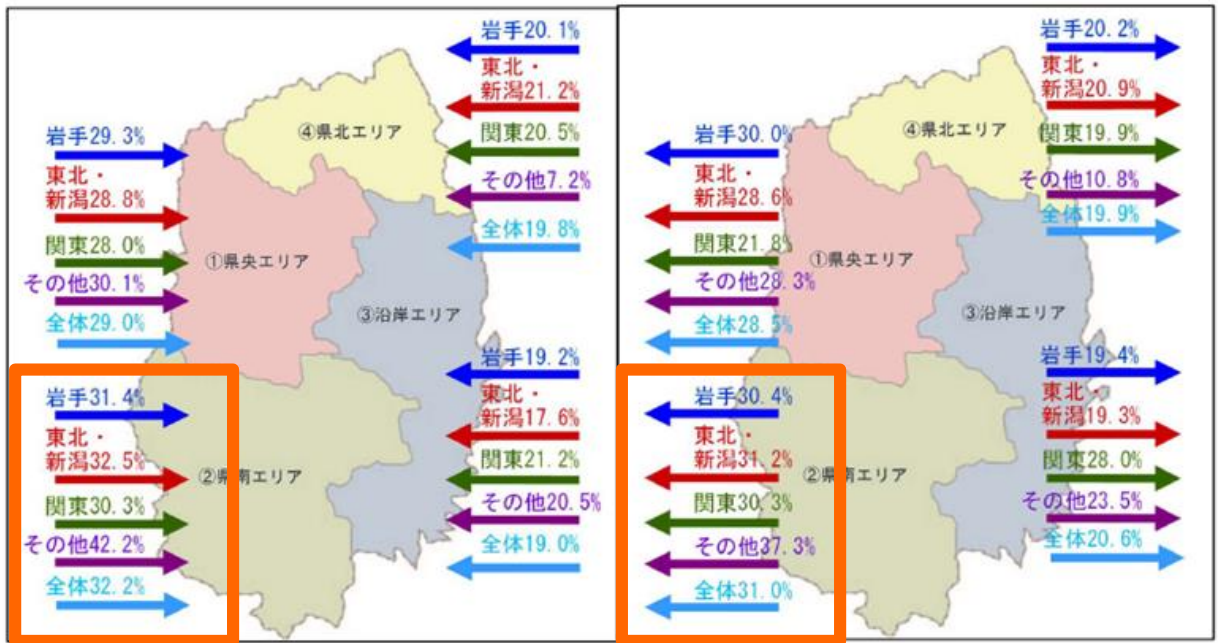 岩手20.1%
東北・
新潟21.2%
④県北エリア
関東20.5%
岩手29.3%
東北・
新潟28.8%
その他7.2%
全体19.8%
関東28.0%
①県央エリア
その他30.1%
③沿岸エリア
全体29.0%
岩手19.2%
岩手31.4%
東北・
新潟17.6%
東北・
新潟32.5%
②県南エリア
関東21.2%
関東30.3%
その他20.5%
その他42.2%
全体19.0%
全体32.2%
岩手20.2%
東北・
新潟20.9%
④県北エリア
関東19.9%
岩手30.0%
東北・
新潟28.6%
その他10.8%
全体19.9%
関東21.8%
①県央エリア
その他28.3%
③沿岸エリア
全体28.5%
岩手19.4%
岩手30.4%
東北・
新潟19.3%
東北・
新潟31.2%
②県南エリア
関東28.0%
関東30.3%
その他23.5%
その他37.3%
全体20.6%
全体31.0%